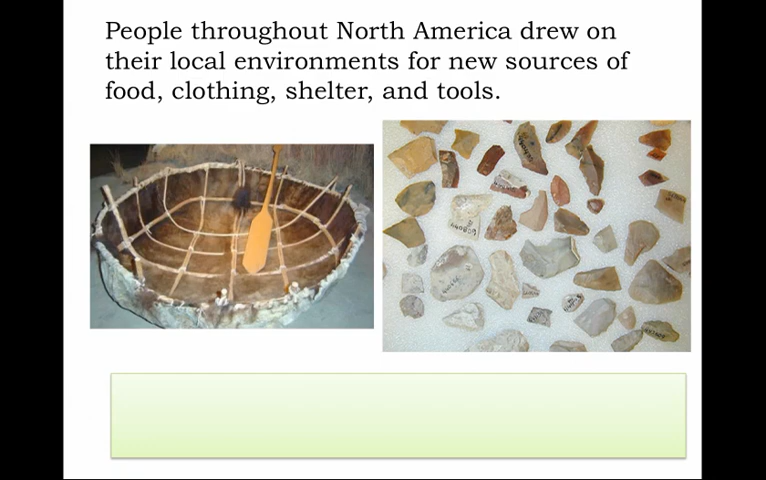 People throughout North America drew on
their local environments for new sources of
food, clothing, shelter, and tools.